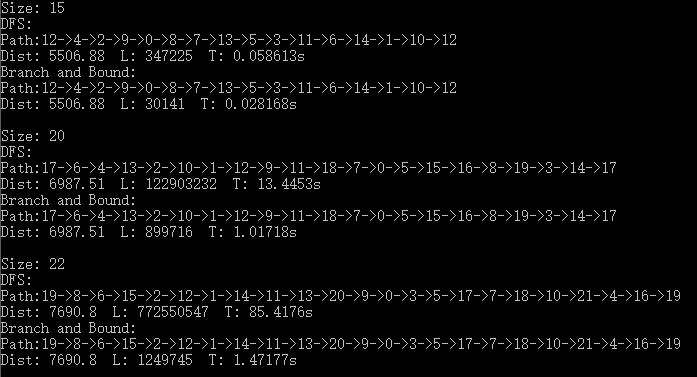 Size: 15
DFS:
Path:12->4->2->9->0->8->7->13->5->3->11->6->14->1->10->12
Dist: 5506.88  L: 347225  T: 0.058613s
Branch and Bound:
Path:12->4->2->9->0->8->7->13->5->3->11->6->14->1->10->12
Dist: 5506.88  L: 30141  T: 0.028168s
Size: 20
DFS:
Path:17->6->4->13->2->10->1->12->9->11->18->7->0->5->15->16->8->19->3->14->17
Dist: 6987.51  L: 122903232  T: 13.4453s
Branch and Bound:
Path:17->6->4->13->2->10->1->12->9->11->18->7->0->5->15->16->8->19->3->14->17
Dist: 6987.51  L: 899716  T: 1.01718s
Size: 22
DFS:
Path:19->8->6->15->2->12->1->14->11->13->20->9->0->3->5->17->7->18->10->21->4->16->19
Dist: 7690.8  L: 772550547  T: 85.4176s
Branch and Bound:
Path:19->8->6->15->2->12->1->14->11->13->20->9->0->3->5->17->7->18->10->21->4->16->19
Dist: 7690.8  L: 1249745  T: 1.47177s